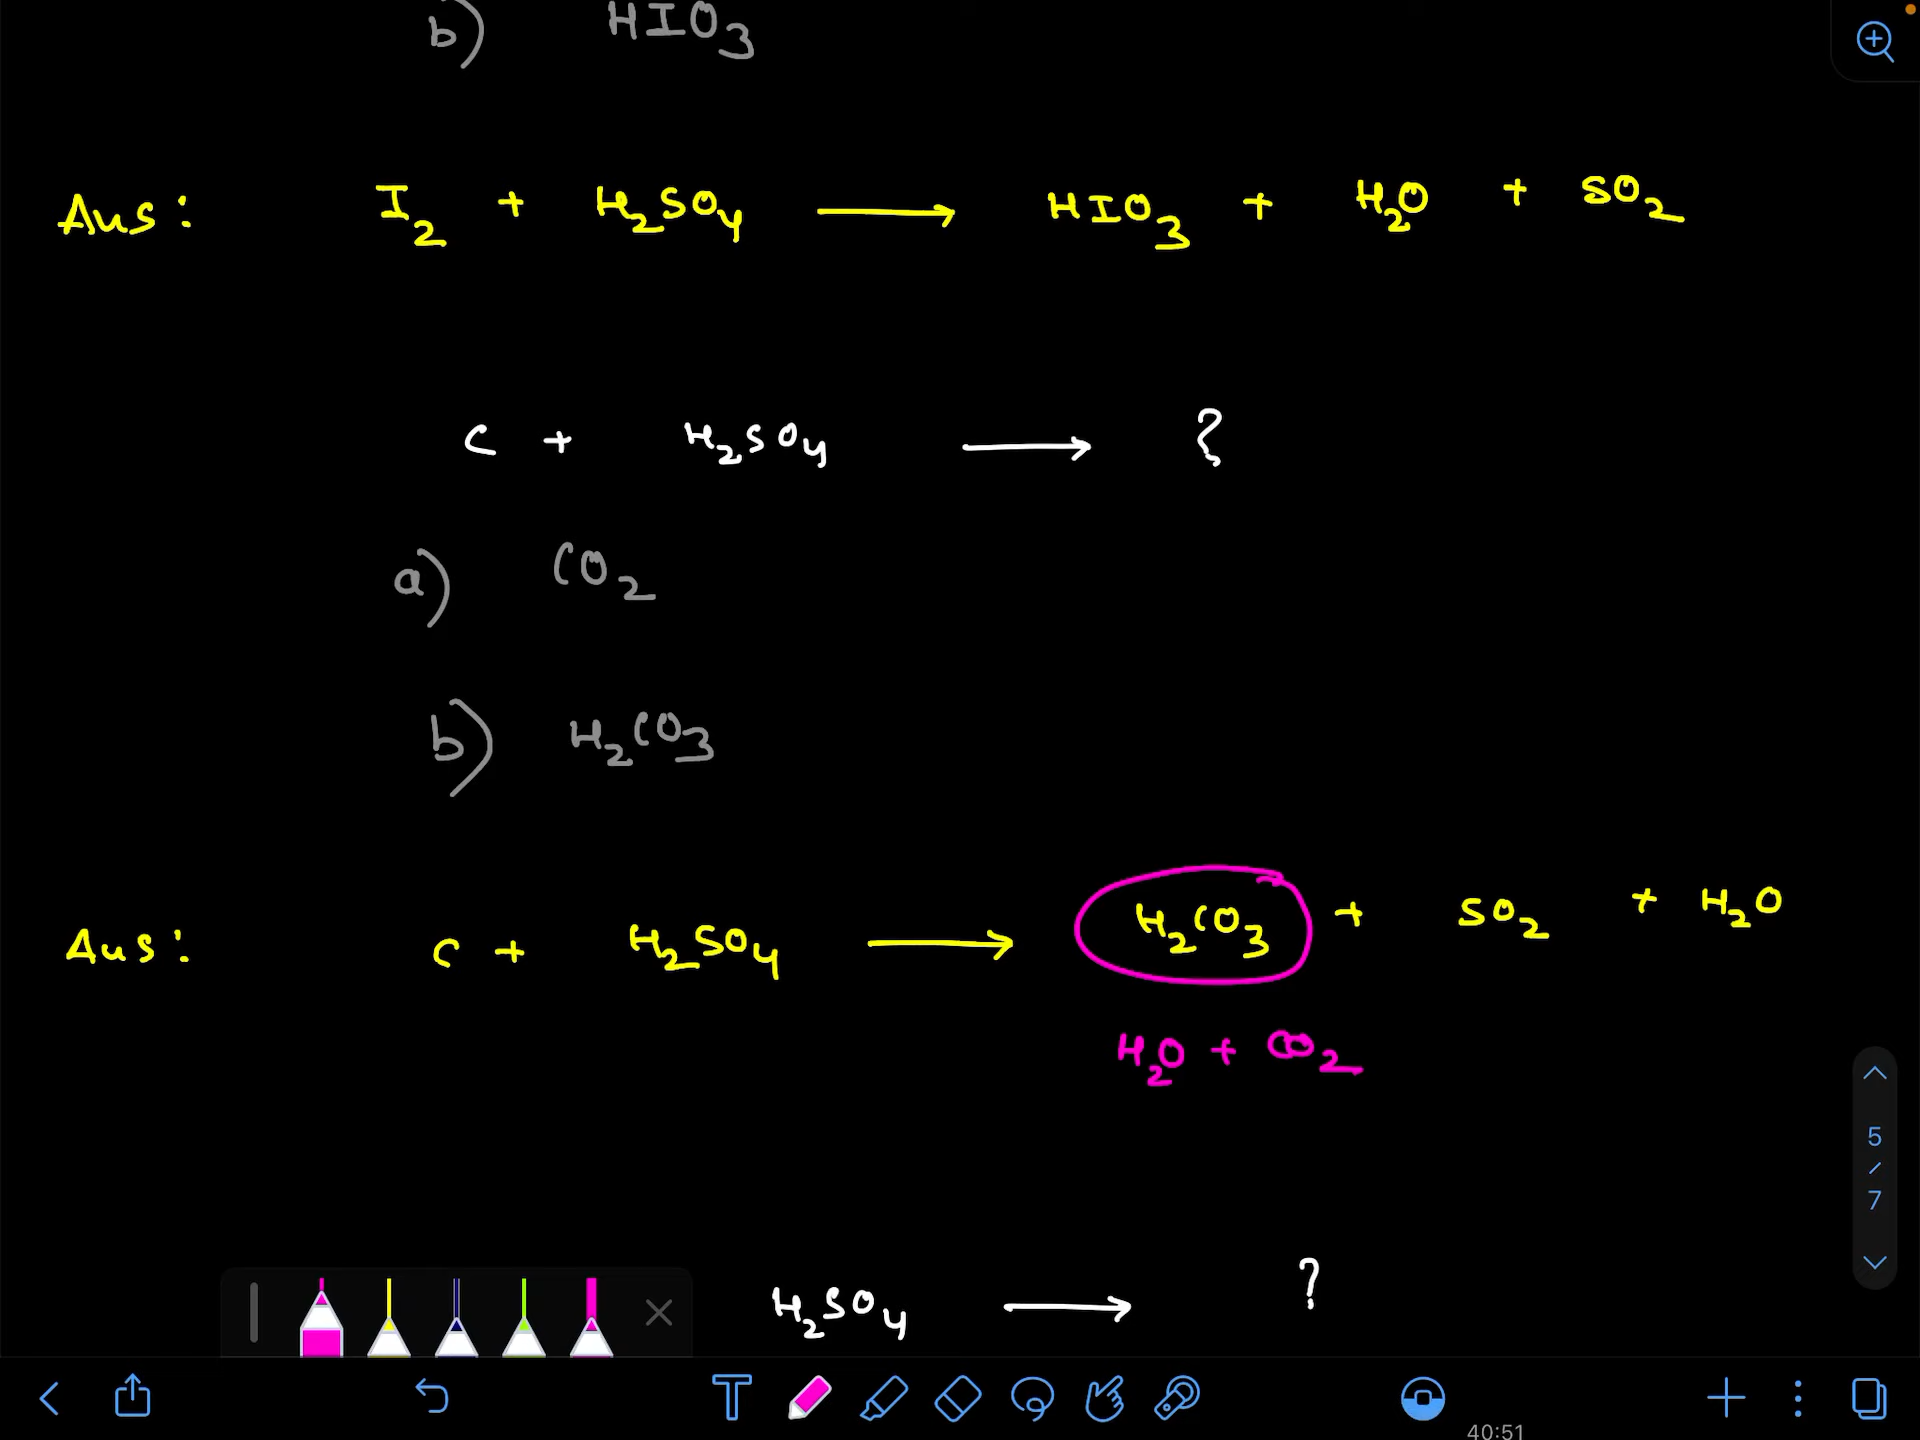 b) HIO3
Aus: I2 + H2SO4 ⟶ HIO3 + H2O + SO2
C + H2SO4 ⟶ ?
a) CO2
b) H2CO3
Aus: C + H2SO4 ⟶ H2CO3 + SO2 + H2O
H2O + CO2
H2SO4 ⟶ ?
5
/
7
T
40:51